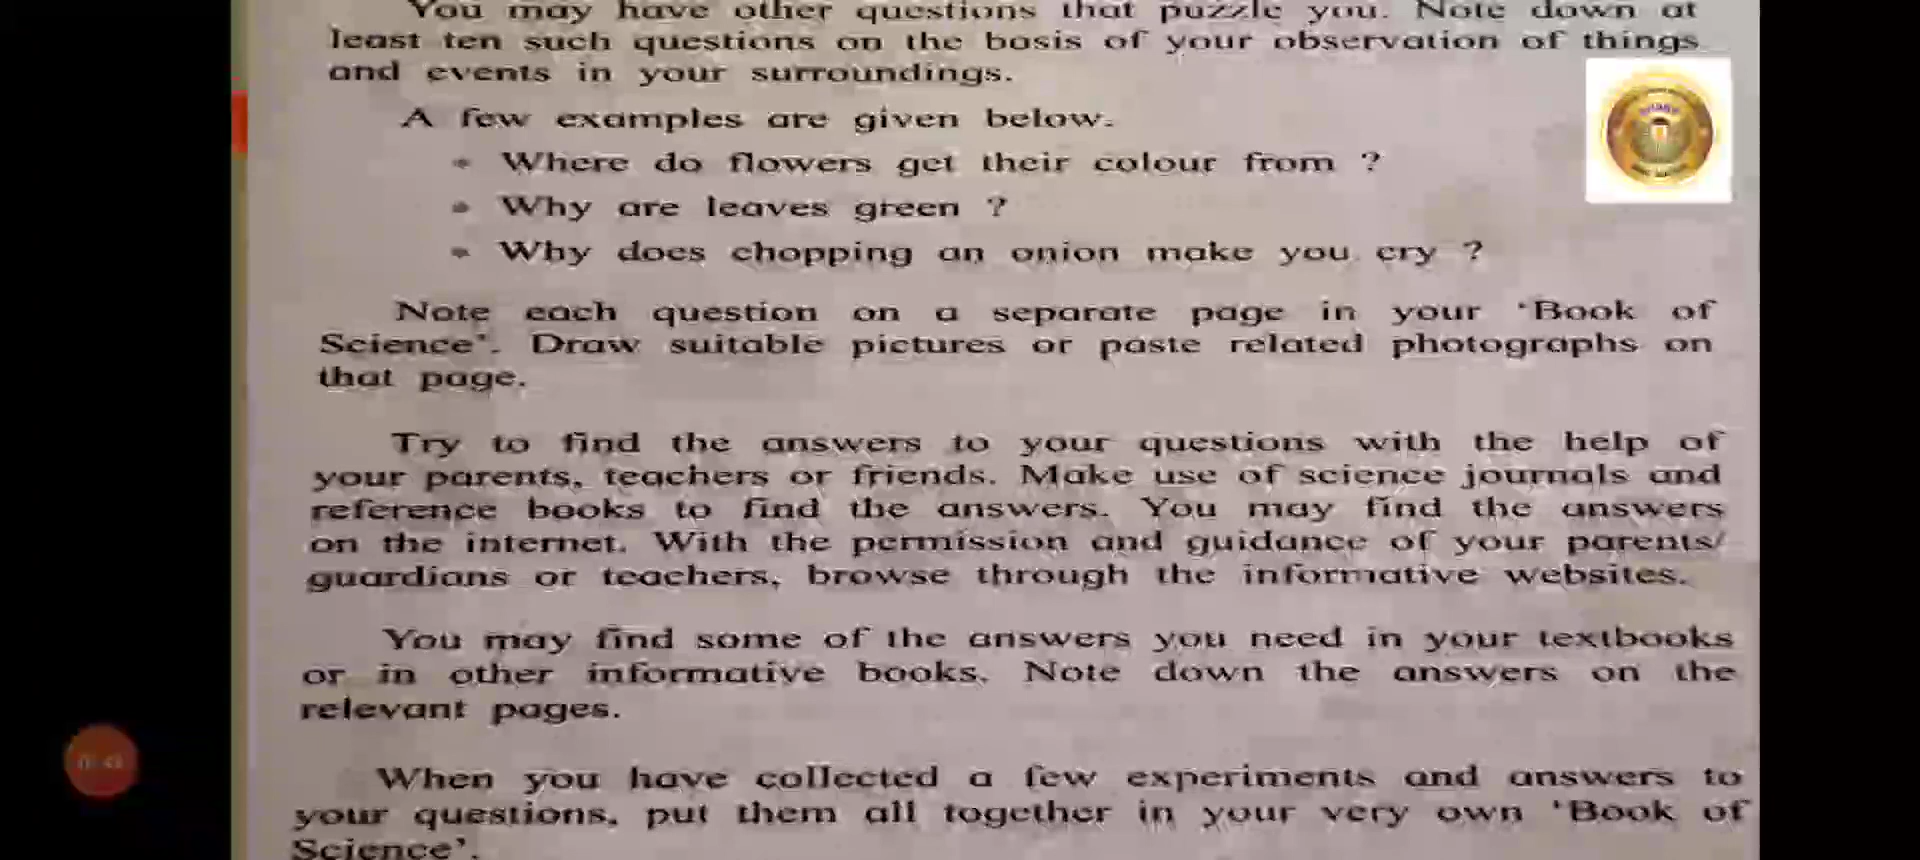 You may have other questions that puzzle you. Note down at
least ten such questions on the basis of your observation of things
and events in your surroundings.
A few examples are given below.
• Where do flowers get their colour from ?
• Why are leaves green ?
• Why does chopping an onion make you cry ?
Note each question on a separate page in your ‘Book of
Science’. Draw suitable pictures or paste related photographs on
that page.
Try to find the answers to your questions with the help of
your parents, teachers or friends. Make use of science journals and
reference books to find the answers. You may find the answers
on the internet. With the permission and guidance of your parents/
guardians or teachers, browse through the informative websites.
You may find some of the answers you need in your textbooks
or in other informative books. Note down the answers on the
relevant pages.
When you have collected a few experiments and answers to
your questions, put them all together in your very own ‘Book of
Science’.